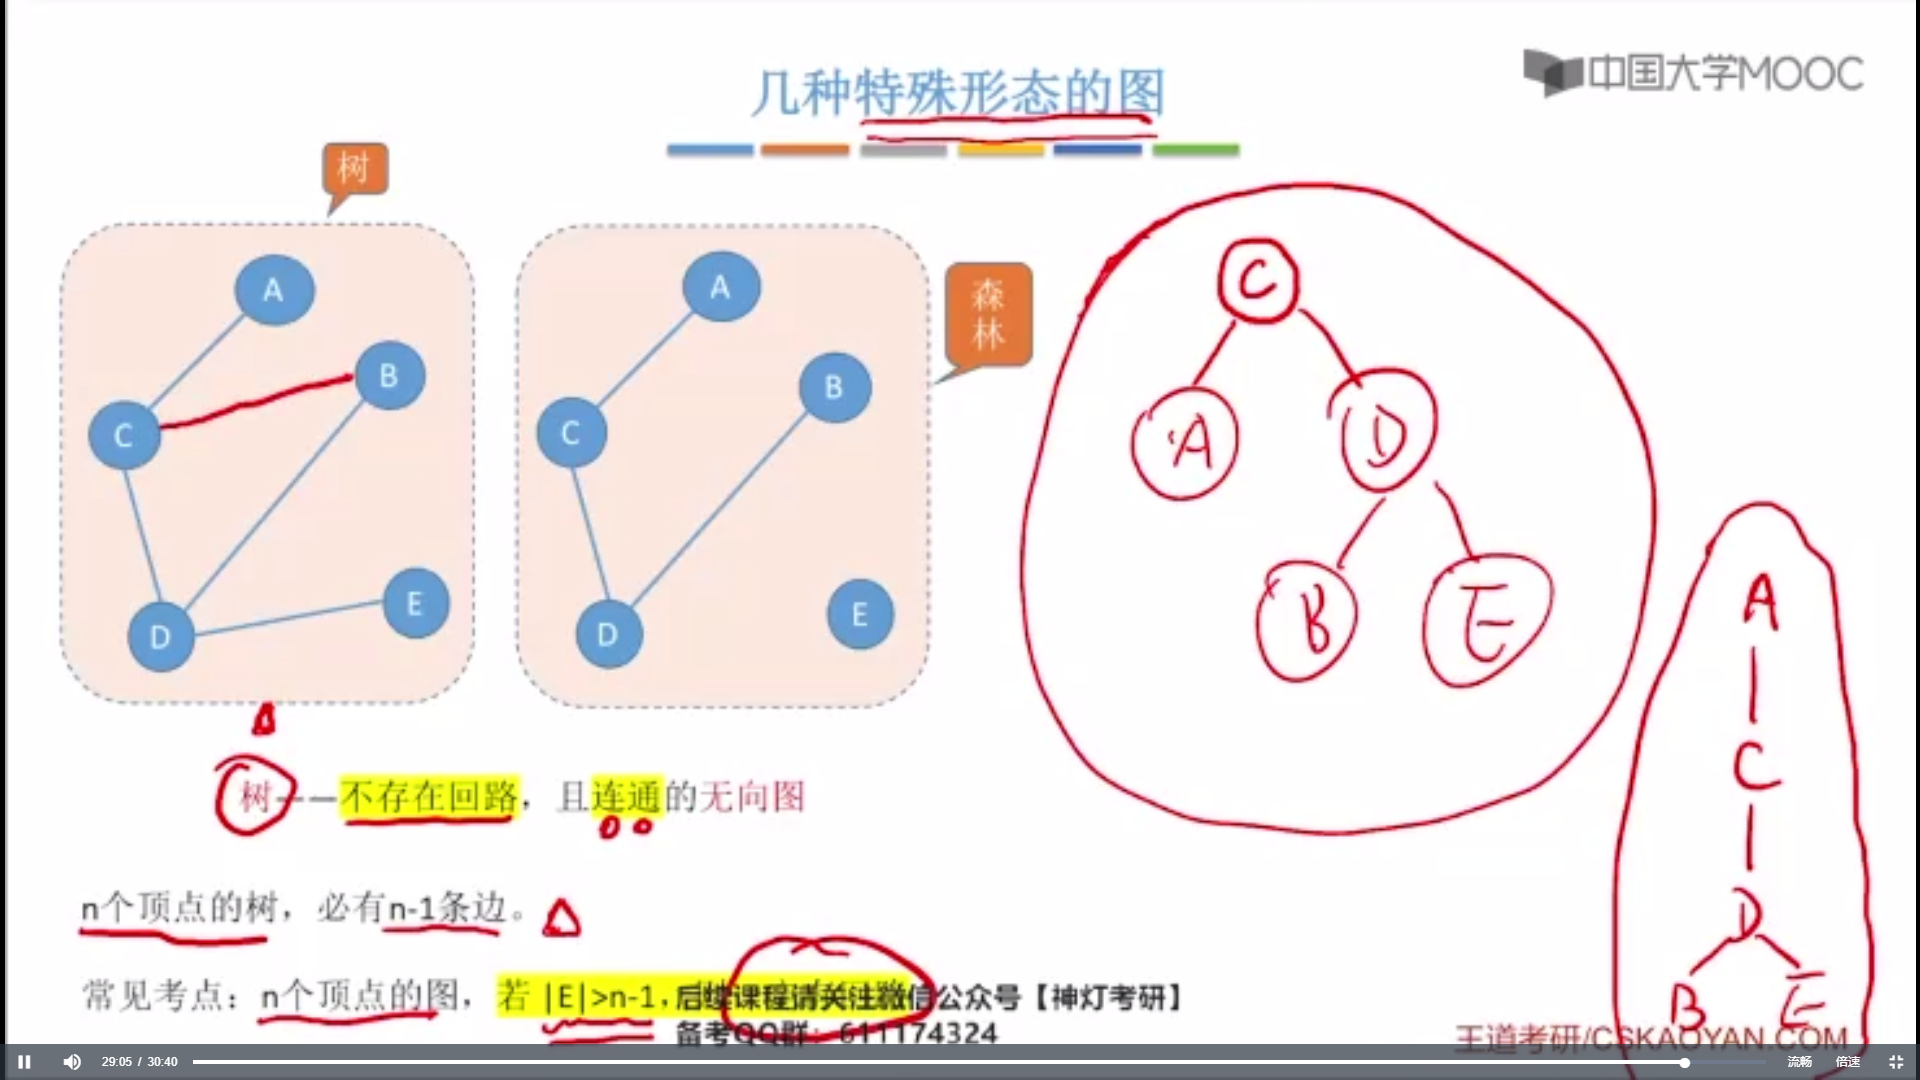 中国大学MOOC
几种特殊形态的图
树
A
B
C
D
E
A
B
C
D
E
森
林
C
A
D
B
E
A
C
D
B
E
树——不存在回路，且连通的无向图
n个顶点的树，必有n-1条边。
常见考点：n个顶点的图，若 |E|>n-1，
后续课程请关注微信公众号【神灯考研】
备考QQ群：611174324
王道考研/CSKAOYAN.COM
29:05 / 30:40
流畅
倍速